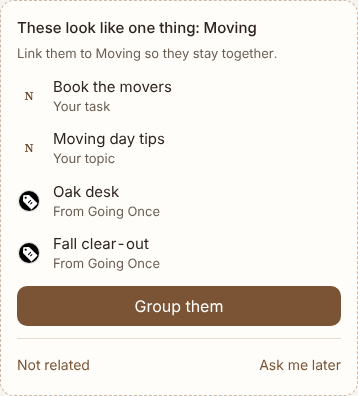 These look like one thing: Moving
Link them to Moving so they stay together.
N
Book the movers
Your task
N
Moving day tips
Your topic
Oak desk
From Going Once
Fall clear-out
From Going Once
Group them
Not related
Ask me later